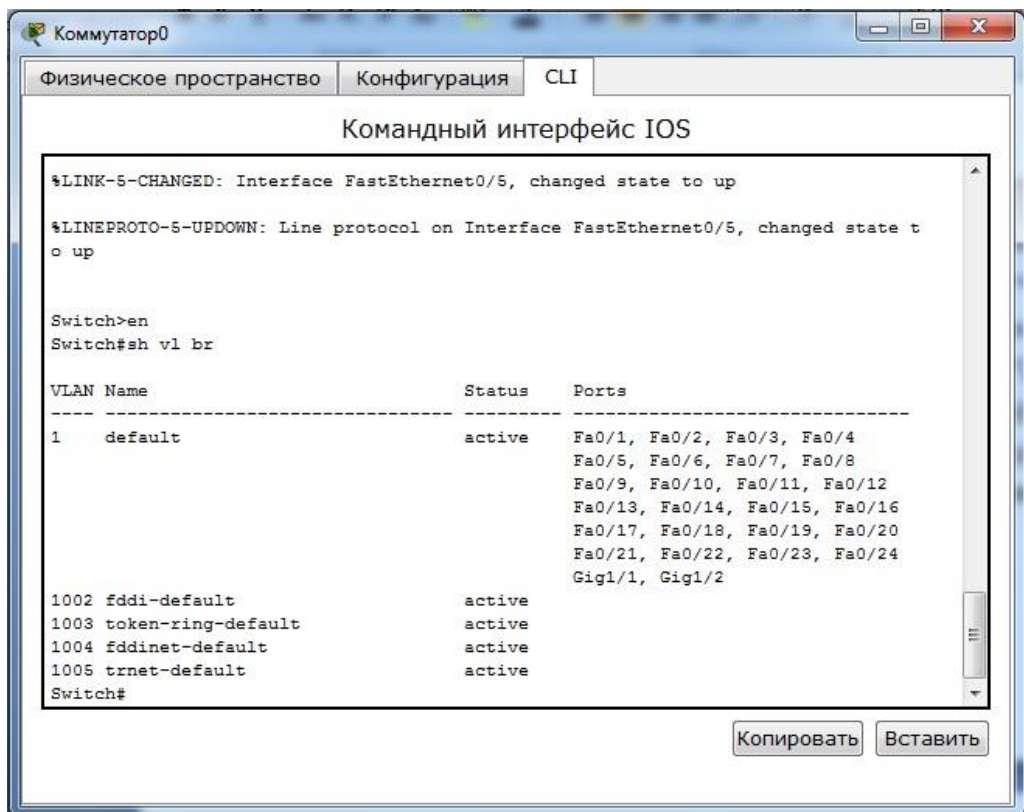 Коммутатор0
Физическое пространство Конфигурация CLI
Командный интерфейс IOS
%LINK-5-CHANGED: Interface FastEthernet0/5, changed state to up
%LINEPROTO-5-UPDOWN: Line protocol on Interface FastEthernet0/5, changed state t
o up
Switch>en
Switch#sh vl br
VLAN Name Status Ports
---- -------------------------------- --------- -------------------------------
1 default active Fa0/1, Fa0/2, Fa0/3, Fa0/4
Fa0/5, Fa0/6, Fa0/7, Fa0/8
Fa0/9, Fa0/10, Fa0/11, Fa0/12
Fa0/13, Fa0/14, Fa0/15, Fa0/16
Fa0/17, Fa0/18, Fa0/19, Fa0/20
Fa0/21, Fa0/22, Fa0/23, Fa0/24
Gig1/1, Gig1/2
1002 fddi-default active
1003 token-ring-default active
1004 fddinet-default active
1005 trnet-default active
Switch#
Копировать Вставить